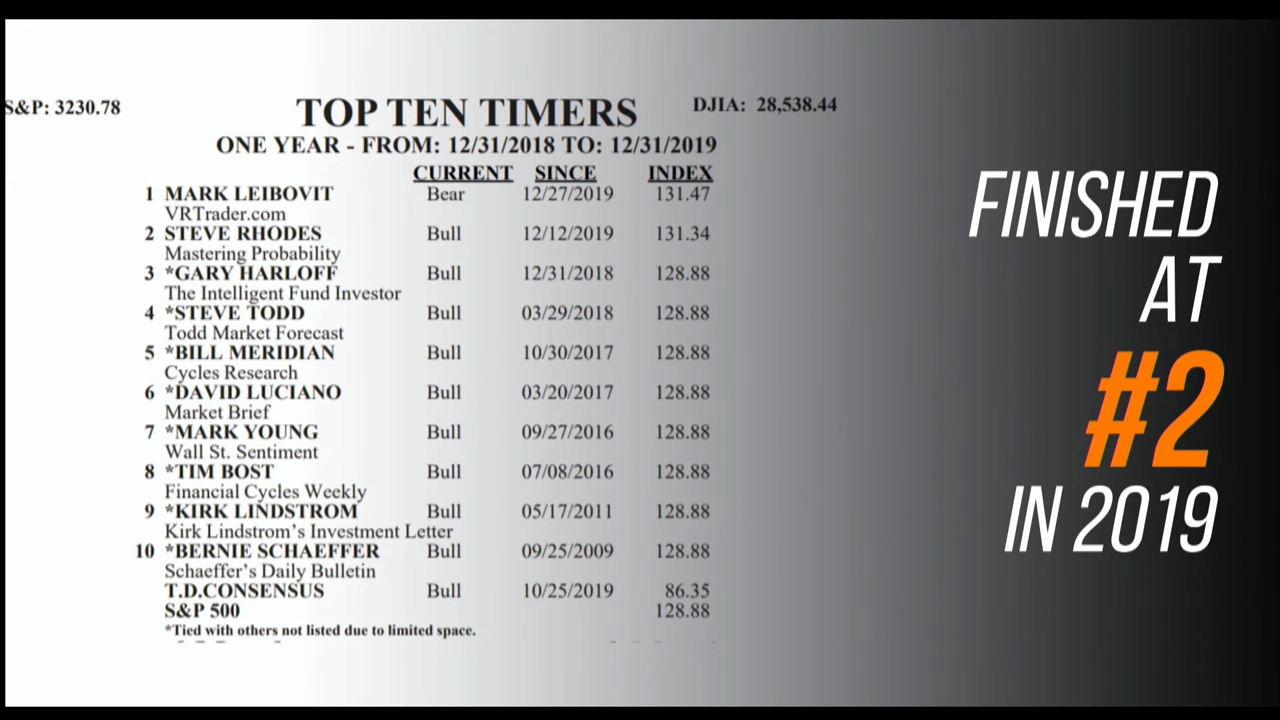 S&P: 3230.78
TOP TEN TIMERS
DJIA: 28,538.44
ONE YEAR - FROM: 12/31/2018 TO: 12/31/2019
CURRENT SINCE INDEX
1 MARK LEIBOVIT Bear 12/27/2019 131.47
VRTrader.com
2 STEVE RHODES Bull 12/12/2019 131.34
Mastering Probability
3 *GARY HARLOFF Bull 12/31/2018 128.88
The Intelligent Fund Investor
4 *STEVE TODD Bull 03/29/2018 128.88
Todd Market Forecast
5 *BILL MERIDIAN Bull 10/30/2017 128.88
Cycles Research
6 *DAVID LUCIANO Bull 03/20/2017 128.88
Market Brief
7 *MARK YOUNG Bull 09/27/2016 128.88
Wall St. Sentiment
8 *TIM BOST Bull 07/08/2016 128.88
Financial Cycles Weekly
9 *KIRK LINDSTROM Bull 05/17/2011 128.88
Kirk Lindstrom's Investment Letter
10 *BERNIE SCHAEFFER Bull 09/25/2009 128.88
Schaeffer's Daily Bulletin
T.D.CONSENSUS Bull 10/25/2019 86.35
S&P 500 128.88
*Tied with others not listed due to limited space.
FINISHED
AT
#2
IN 2019